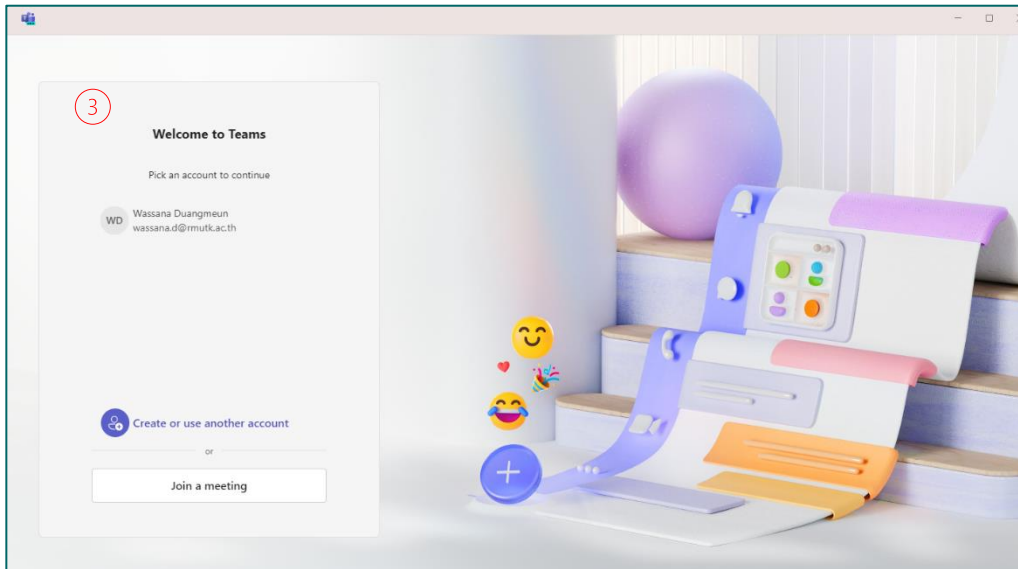 3
Welcome to Teams
Pick an account to continue
WD
Wassana Duangmeun
wassana.d@rmutk.ac.th
Create or use another account
or
Join a meeting